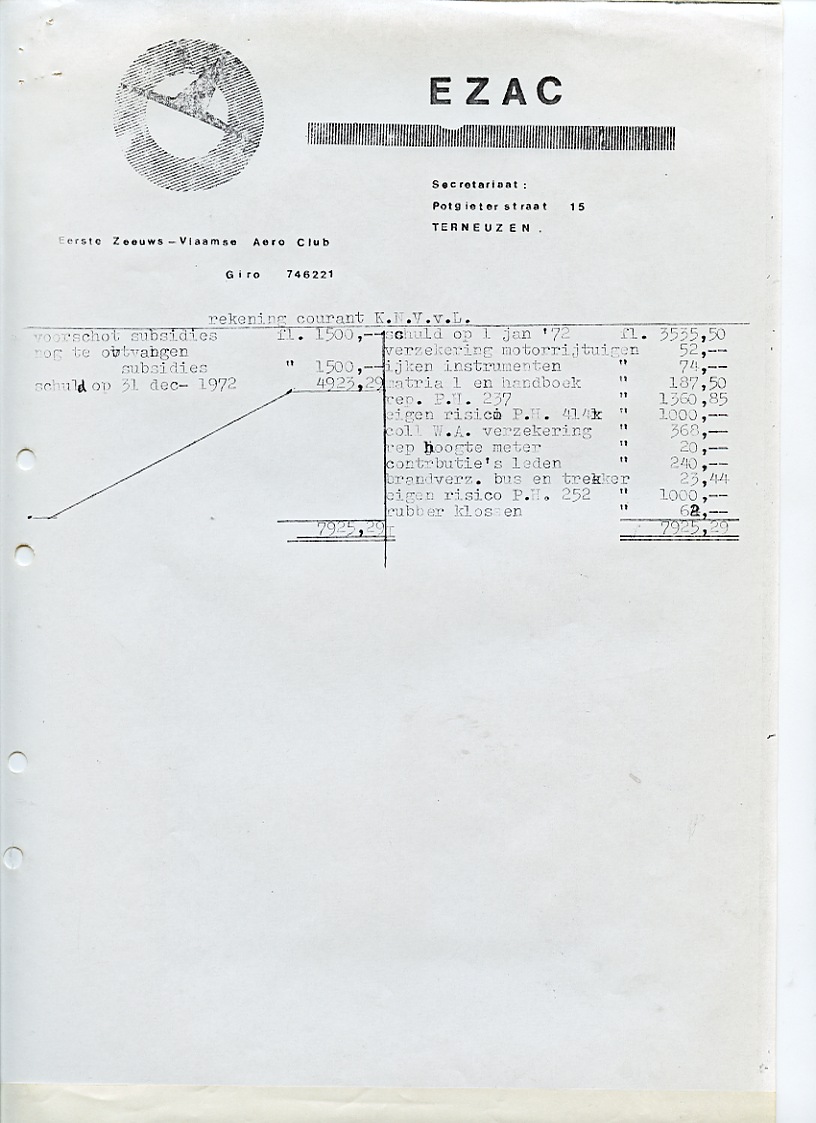 EZAC
Secretariaat :
Potgieter straat 15
TERNEUZEN .
Eerste Zeeuws-Vlaamse Aero Club
Giro 746221
rekening courant K.N.V.v.L.
voorschot subsidies fl. 1500,-- schuld op 1 jan '72 fl. 3535,50
nog te ontvangen verzekering motorrijtuigen 52,--
subsidies " 1500,-- ijken instrumenten " 74,--
schuld op 31 dec- 1972 4923,29 patria 1 en handboek " 187,50
rep. P.H. 237 " 1360,85
eigen risico P.H. 414k " 1000,--
coll W.A. verzekering " 368,--
rep hoogte meter " 20,--
contrbutie's leden " 240,--
brandverz. bus en trekker 23,44
eigen risico P.H. 252 " 1000,--
rubber klossen " 62,--
7925,29 7925,29